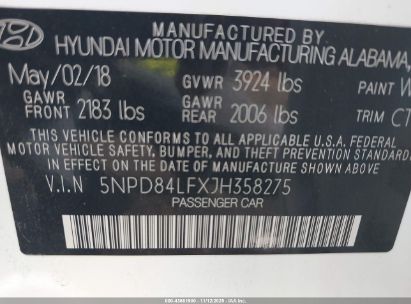 MANUFACTURED BY
HYUNDAI MOTOR MANUFACTURING ALABAMA,
May/02/18 GVWR 3924 lbs PAINT W
GAWR FRONT 2183 lbs GAWR REAR 2006 lbs TRIM CT
THIS VEHICLE CONFORMS TO ALL APPLICABLE U.S.A FEDERAL
MOTOR VEHICLE SAFETY, BUMPER, AND THEFT PREVENTION STANDARDS
IN EFFECT ON THE DATE OF MANUFACTURE SHOWN ABOVE.
V.I.N 5NPD84LFXJH358275
PASSENGER CAR